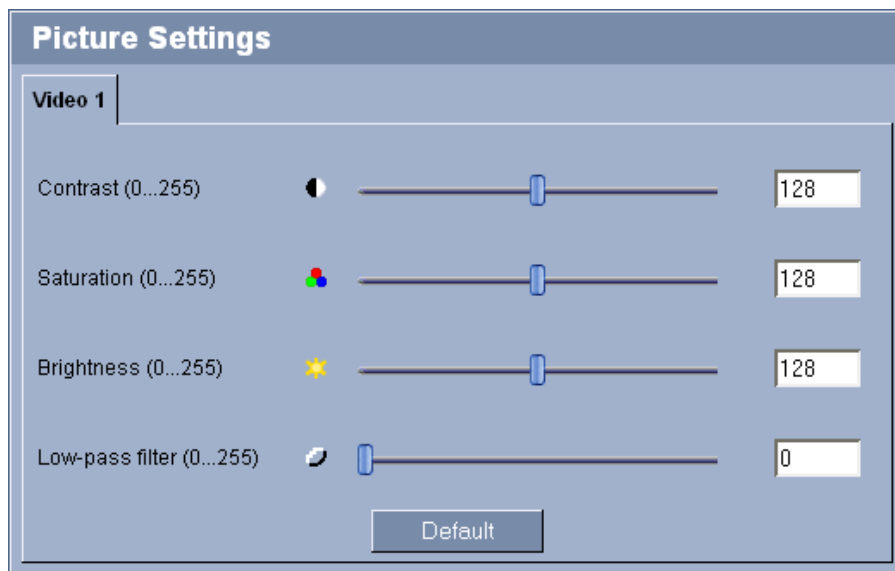 Picture Settings
Video 1
Contrast (0...255) 128
Saturation (0...255) 128
Brightness (0...255) 128
Low-pass filter (0...255) 0
Default